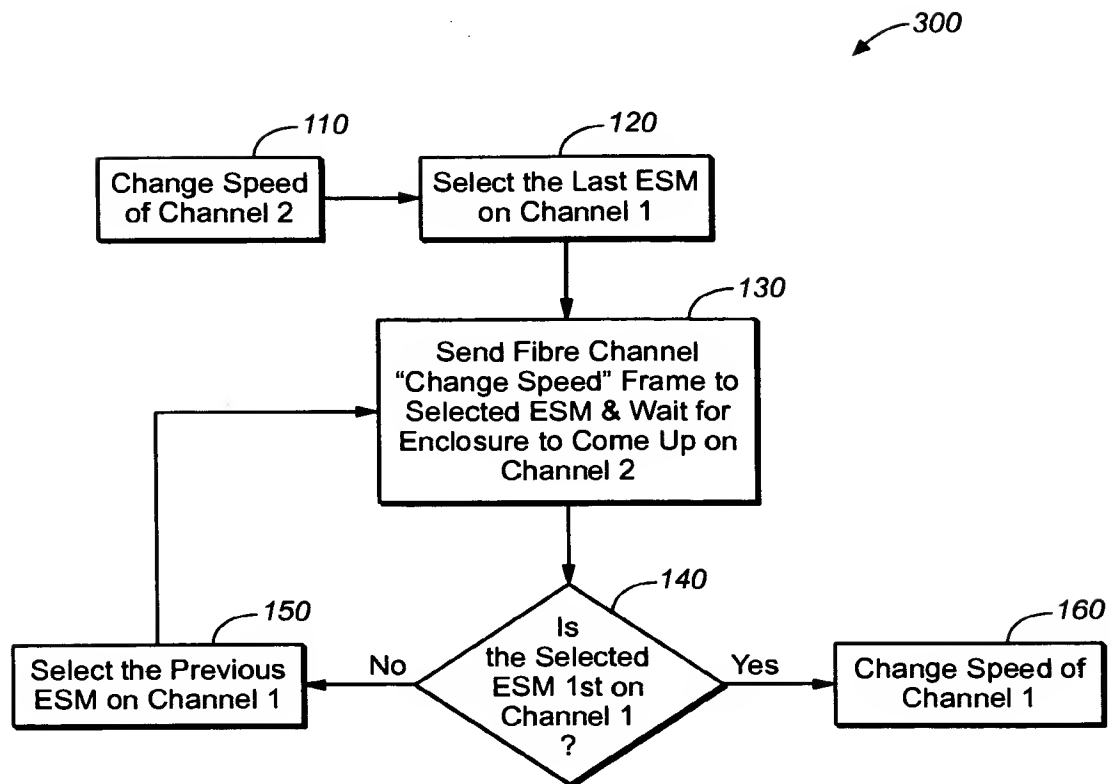 300
110
Change Speed
of Channel 2
120
Select the Last ESM
on Channel 1
130
Send Fibre Channel
“Change Speed” Frame to
Selected ESM & Wait for
Enclosure to Come Up on
Channel 2
140
Is
the Selected
ESM 1st on
Channel 1
?
No
Yes
150
Select the Previous
ESM on Channel 1
160
Change Speed of
Channel 1